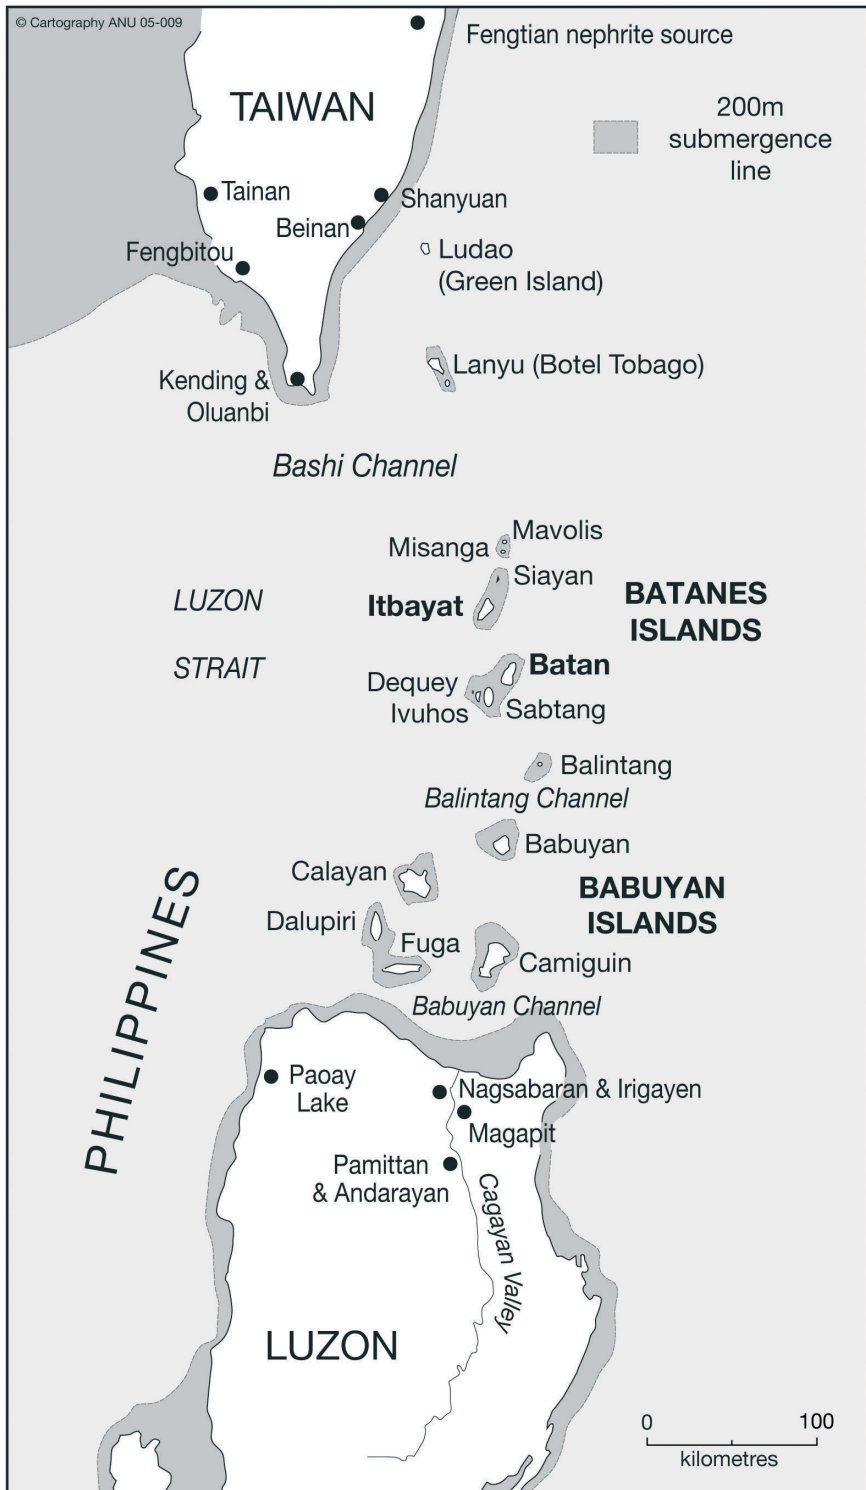 © Cartography ANU 05-009
Fengtian nephrite source
TAIWAN
200m
submergence
line
Tainan
Shanyuan
Beinan
Fengbitou
Ludao
(Green Island)
Lanyu (Botel Tobago)
Kending &
Oluanbi
Bashi Channel
Mavolis
Misanga
Siayan
Itbayat
BATANES
ISLANDS
LUZON
STRAIT
Batan
Dequey
Ivuhos
Sabtang
Balintang
Balintang Channel
Babuyan
Calayan
BABUYAN
ISLANDS
Dalupiri
Fuga
Camiguin
Babuyan Channel
PHILIPPINES
Paoay
Lake
Nagsabaran & Irigayen
Magapit
Pamittan
& Andarayan
Cagayan Valley
LUZON
0 100
kilometres